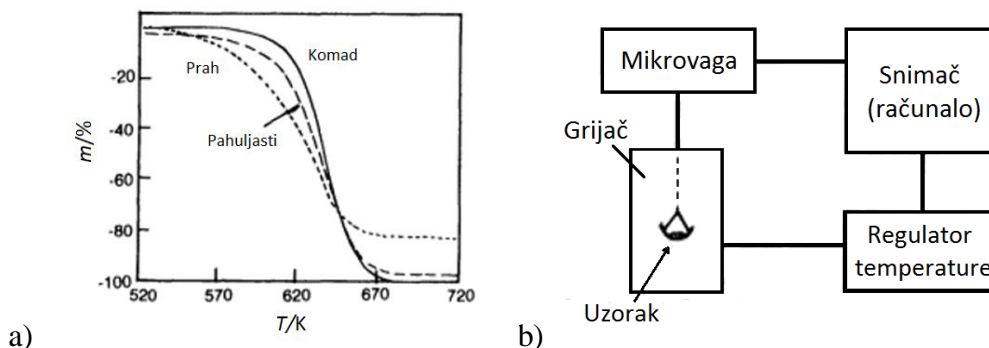 Komad
Prah
Pahuljasti
m/%
-20
-40
-60
-80
-100
520
570
620
670
720
T/K
a)
Mikrovaga
Snimač
(računalo)
Grijač
Regulator
temperature
Uzorak
b)